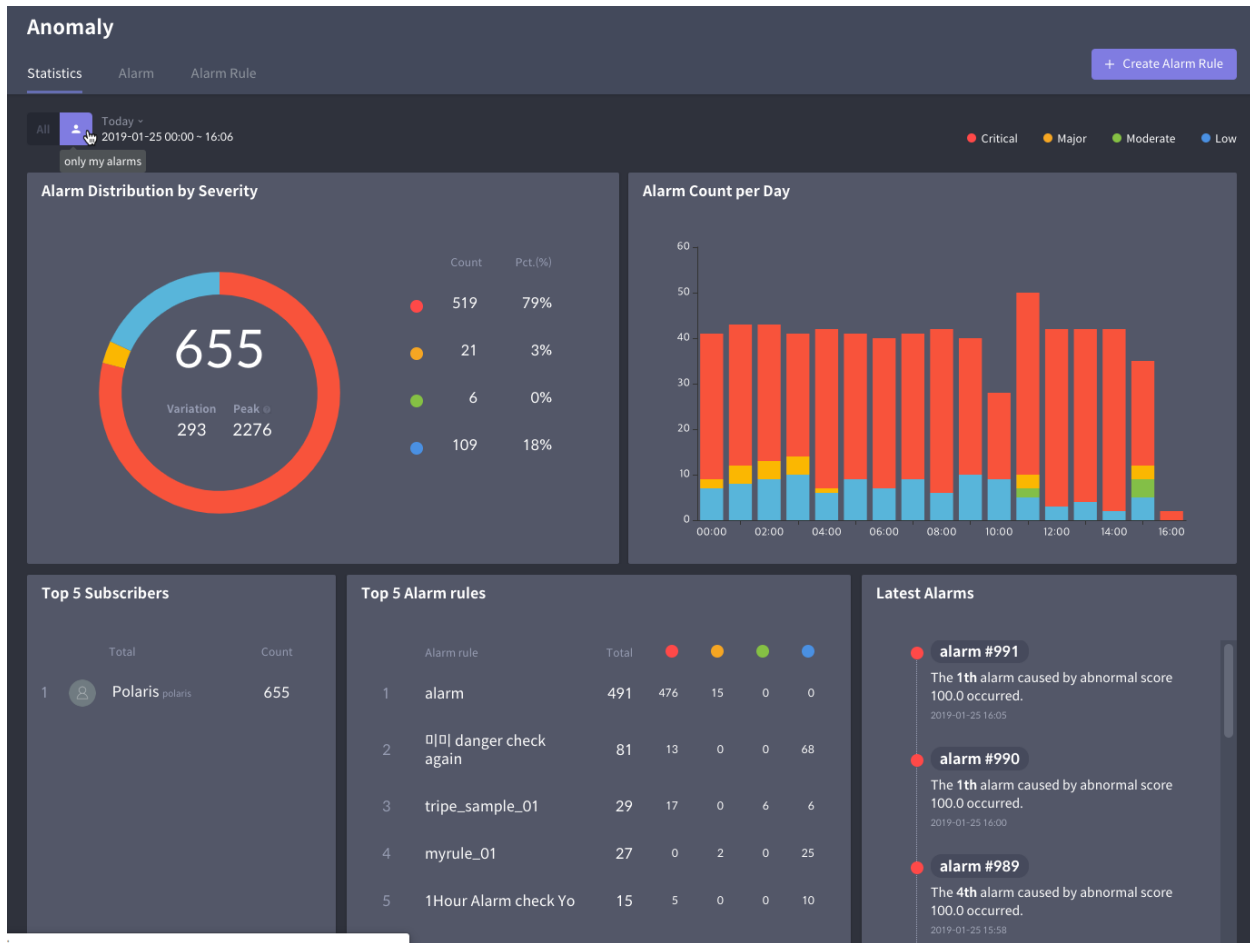 Anomaly
Statistics Alarm Alarm Rule
+ Create Alarm Rule
All
Today
2019-01-25 00:00 ~ 16:06
only my alarms
Critical Major Moderate Low
Alarm Distribution by Severity
Count Pct.(%)
519 79%
21 3%
6 0%
109 18%
655
Variation Peak
293 2276
Alarm Count per Day
60
50
40
30
20
10
0
00:00 02:00 04:00 06:00 08:00 10:00 12:00 14:00 16:00
Top 5 Subscribers
Total Count
1 Polaris polaris 655
Top 5 Alarm rules
Alarm rule Total
1 alarm 491 476 15 0 0
2 미미 danger check
again 81 13 0 0 68
3 tripe_sample_01 29 17 0 6 6
4 myrule_01 27 0 2 0 25
5 1Hour Alarm check Yo 15 5 0 0 10
Latest Alarms
alarm #991
The 1th alarm caused by abnormal score
100.0 occurred.
2019-01-25 16:05
alarm #990
The 1th alarm caused by abnormal score
100.0 occurred.
2019-01-25 16:00
alarm #989
The 4th alarm caused by abnormal score
100.0 occurred.
2019-01-25 15:58